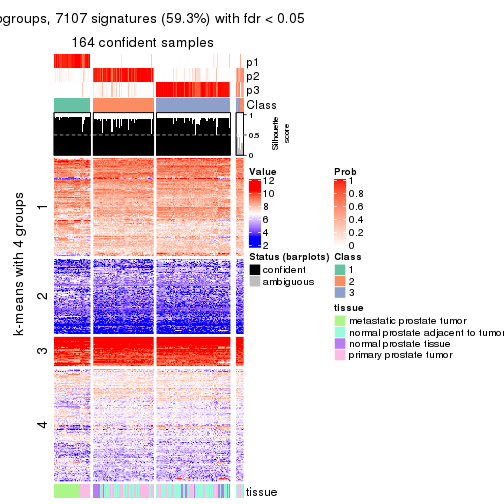 ogroups, 7107 signatures (59.3%) with fdr < 0.05
164 confident samples
p1
p2
p3
Class
1
0.5
0
Silhouette
score
k-means with 4 groups
1
2
3
4
tissue
Value
12
10
8
6
4
2
Prob
1
0.8
0.6
0.4
0.2
0
Status (barplots)
confident
ambiguous
Class
1
2
3
tissue
metastatic prostate tumor
normal prostate adjacent to tumor
normal prostate tissue
primary prostate tumor